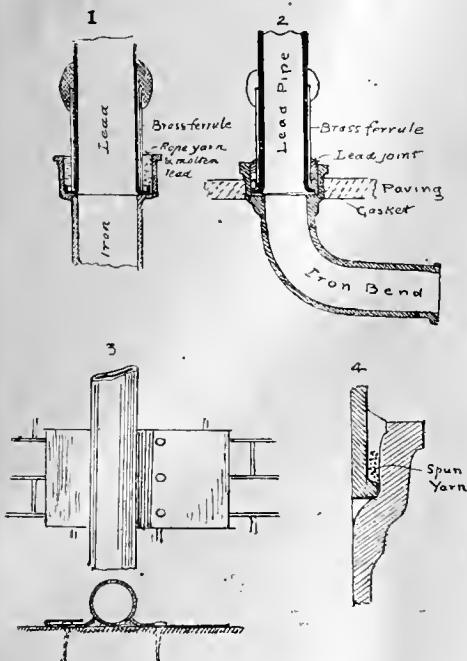 1
Lead
Brass ferrule
Rope yarn
& molten
lead
Iron
2
Lead Pipe
Brass ferrule
Lead joint
Paving
Gasket
Iron Bend
3
4
Spun
Yarn